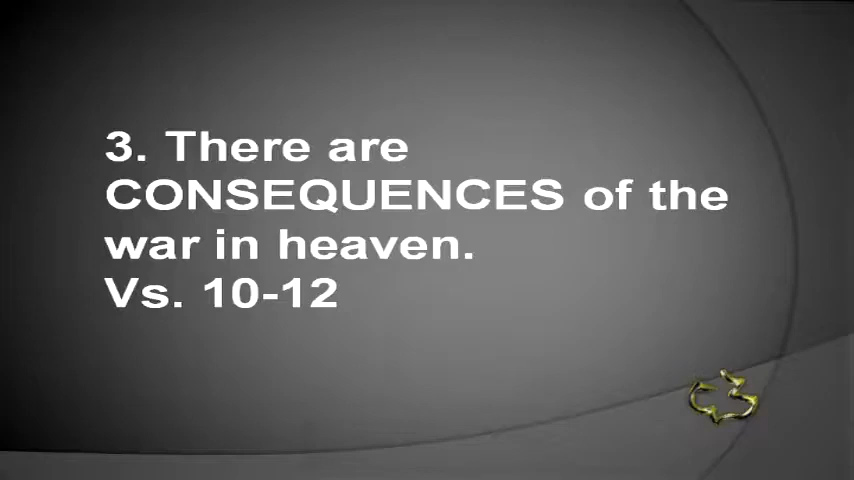 3. There are
CONSEQUENCES of the
war in heaven.
Vs. 10-12